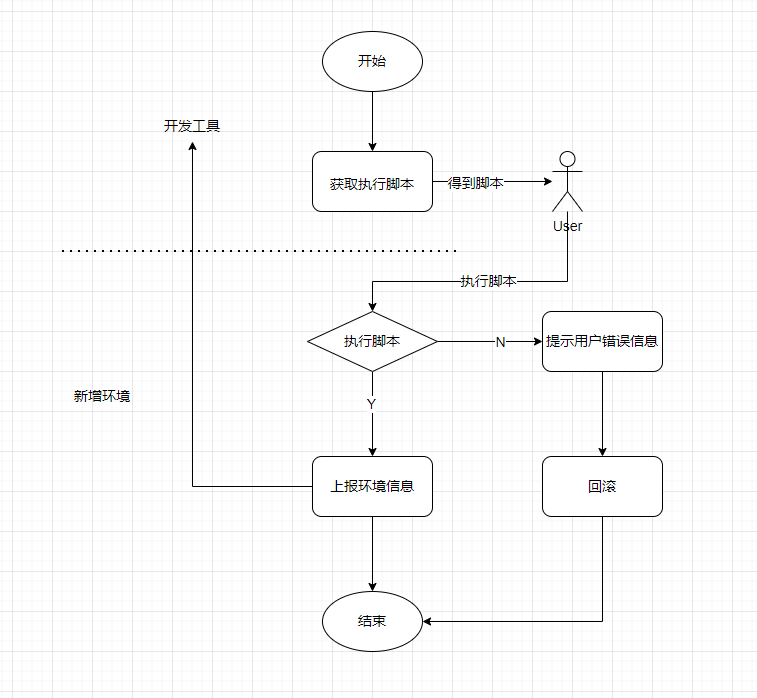 开始
开发工具
获取执行脚本
得到脚本
User
执行脚本
执行脚本
N
提示用户错误信息
新增环境
Y
上报环境信息
回滚
结束